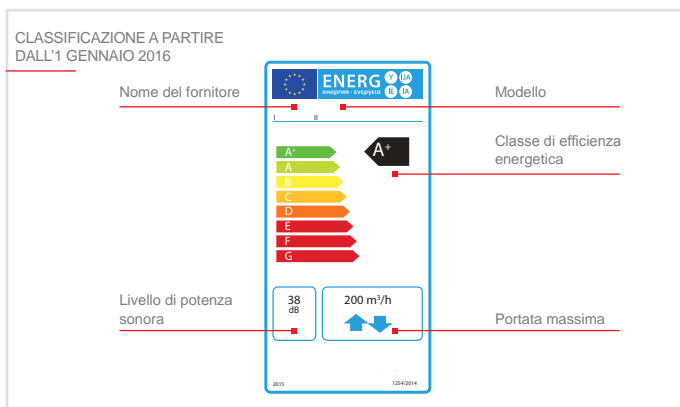 CLASSIFICAZIONE A PARTIRE
DALL'1 GENNAIO 2016
Nome del fornitore
Modello
ENERG
енергия · ενεργεια
Y IJA
IE IA
I II
Classe di efficienza
energetica
A+
A+
A
B
C
D
E
F
G
Livello di potenza
sonora
38
dB
200 m³/h
Portata massima
2015
1254/2014